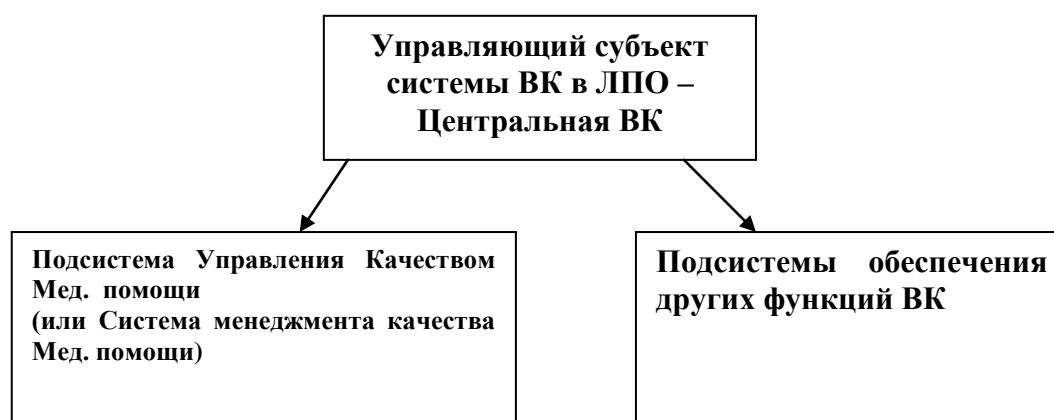 Управляющий субъект
системы ВК в ЛПО –
Центральная ВК
Подсистема Управления Качеством
Мед. помощи
(или Система менеджмента качества
Мед. помощи)
Подсистемы обеспечения
других функций ВК